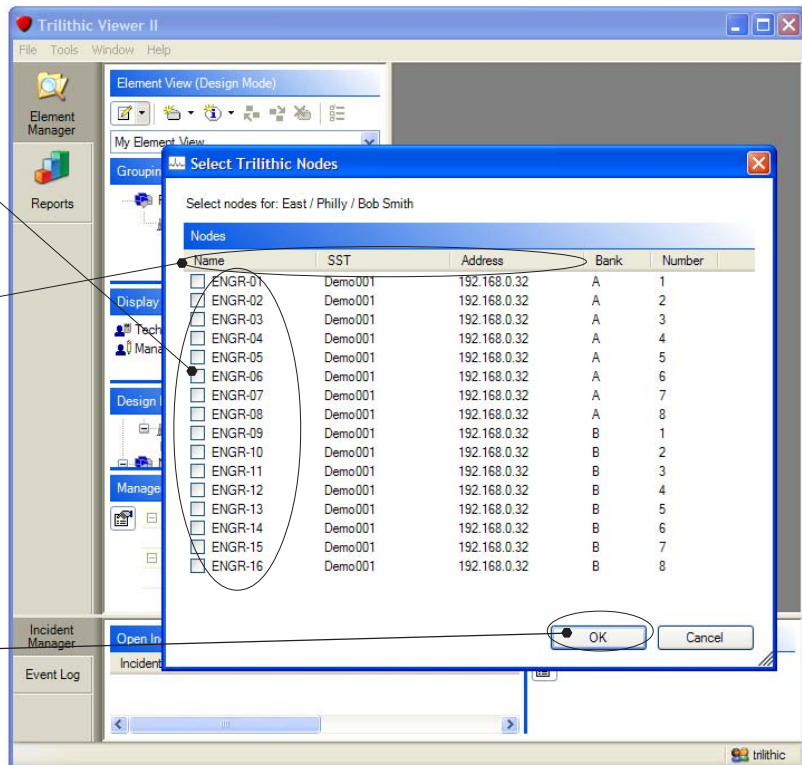 Trilithic Viewer II
File Tools Window Help
Element Manager
Reports
Element View (Design Mode)
My Element View
Select Trilithic Nodes
Select nodes for: East / Philly / Bob Smith
Nodes
Name SST Address Bank Number
ENGR-01 Demo001 192.168.0.32 A 1
ENGR-02 Demo001 192.168.0.32 A 2
ENGR-03 Demo001 192.168.0.32 A 3
ENGR-04 Demo001 192.168.0.32 A 4
ENGR-05 Demo001 192.168.0.32 A 5
ENGR-06 Demo001 192.168.0.32 A 6
ENGR-07 Demo001 192.168.0.32 A 7
ENGR-08 Demo001 192.168.0.32 A 8
ENGR-09 Demo001 192.168.0.32 B 1
ENGR-10 Demo001 192.168.0.32 B 2
ENGR-11 Demo001 192.168.0.32 B 3
ENGR-12 Demo001 192.168.0.32 B 4
ENGR-13 Demo001 192.168.0.32 B 5
ENGR-14 Demo001 192.168.0.32 B 6
ENGR-15 Demo001 192.168.0.32 B 7
ENGR-16 Demo001 192.168.0.32 B 8
OK Cancel
Groupin
Display
Tech
Mana
Design
Manage
Incident Manager
Event Log
Open In
Incident
trilithic